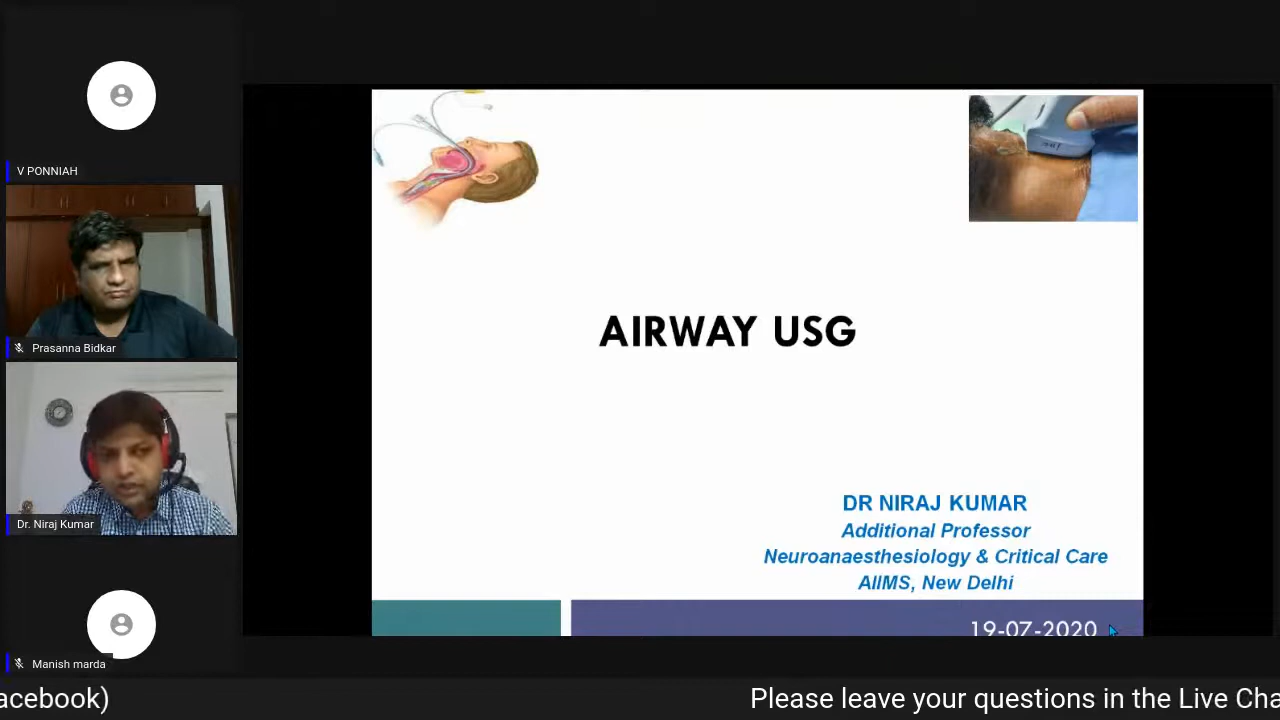 V PONNIAH
Prasanna Bidkar
Dr. Niraj Kumar
Manish marda
AIRWAY USG
DR NIRAJ KUMAR
Additional Professor
Neuroanaesthesiology & Critical Care
AIIMS, New Delhi
19-07-2020
acebook)
Please leave your questions in the Live Cha